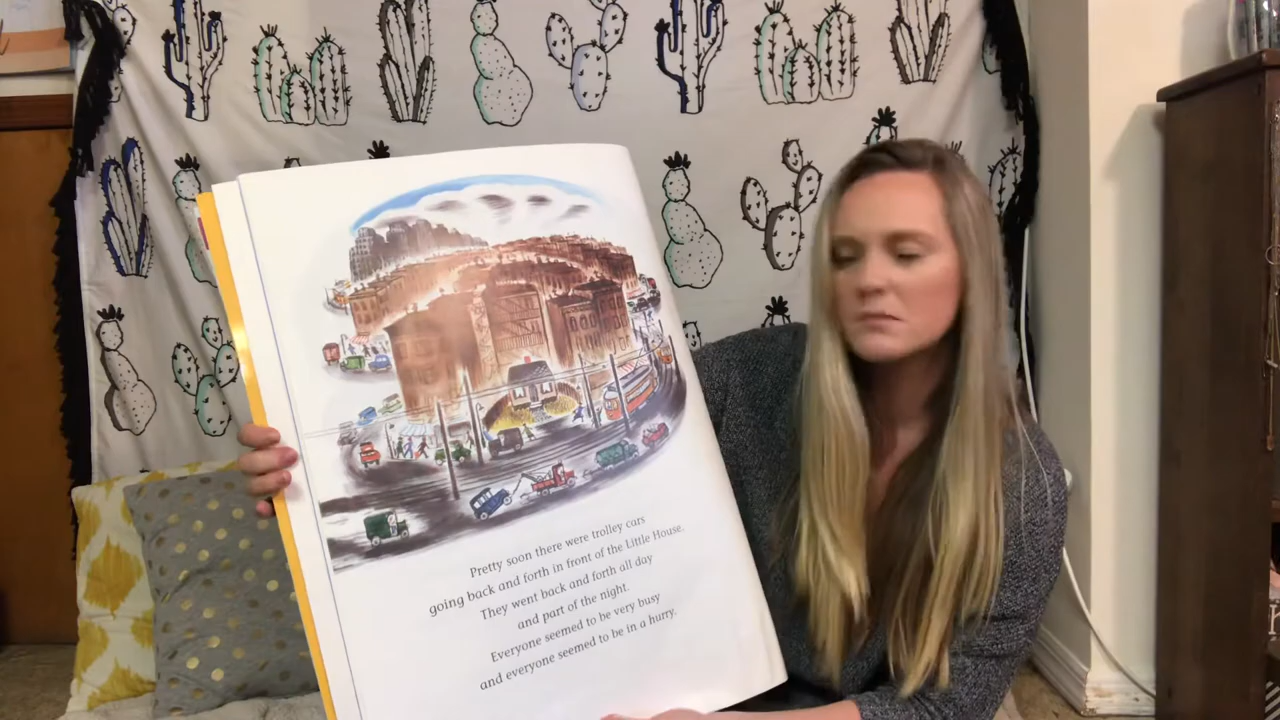 Pretty soon there were trolley cars
going back and forth in front of the Little House.
They went back and forth all day
and part of the night.
Everyone seemed to be very busy
and everyone seemed to be in a hurry.